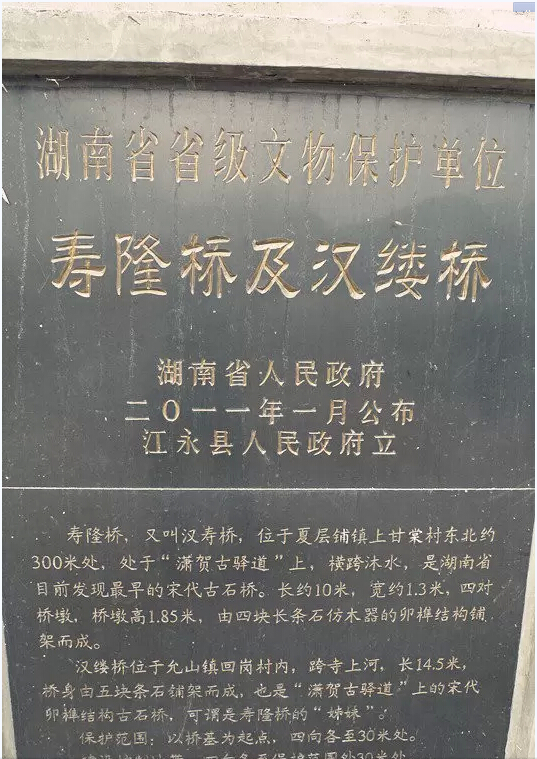 湖南省省级文物保护单位
寿隆桥及汉缕桥
湖南省人民政府
二〇一一年一月公布
江永县人民政府立
寿隆桥，又叫汉寿桥，位于夏层铺镇上甘棠村东北约
300米处，处于“潇贺古驿道”上，横跨沐水，是湖南省
目前发现最早的宋代古石桥。长约10米，宽约1.3米，四对
桥墩，桥墩高1.85米，由四块长条石仿木器的卯榫结构铺
架而成。
汉缕桥位于允山镇回岗村内，跨寺上河，长14.5米，
桥身由五块条石铺架而成，也是“潇贺古驿道”上的宋代
卯榫结构古石桥，可谓是寿隆桥的“姊妹”。
保护范围：以桥基为起点，四向各至30米处。